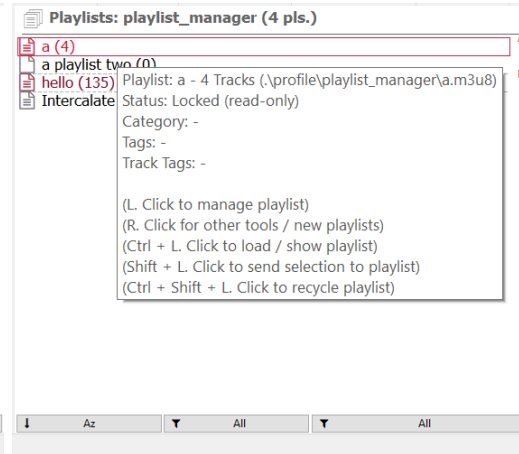 Playlists: playlist_manager (4 pls.)
a (4)
a playlist two (0)
hello (135)
Intercalate
Playlist: a - 4 Tracks (.\profile\playlist_manager\a.m3u8)
Status: Locked (read-only)
Category: -
Tags: -
Track Tags: -
(L. Click to manage playlist)
(R. Click for other tools / new playlists)
(Ctrl + L. Click to load / show playlist)
(Shift + L. Click to send selection to playlist)
(Ctrl + Shift + L. Click to recycle playlist)
Az All All